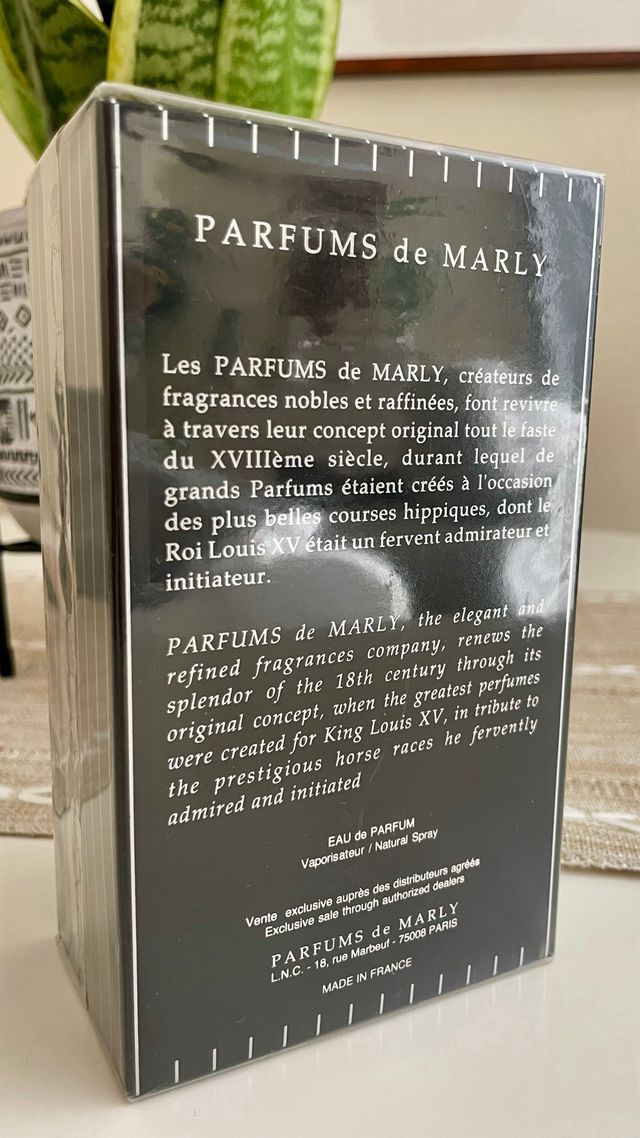 PARFUMS de MARLY
Les PARFUMS de MARLY, créateurs de
fragrances nobles et raffinées, font revivre
à travers leur concept original tout le faste
du XVIIIème siècle, durant lequel de
grands Parfums étaient créés à l'occasion
des plus belles courses hippiques, dont le
Roi Louis XV était un fervent admirateur et
initiateur.
PARFUMS de MARLY, the elegant and
refined fragrances company, renews the
splendor of the 18th century through its
original concept, when the greatest perfumes
were created for King Louis XV, in tribute to
the prestigious horse races he fervently
admired and initiated
EAU de PARFUM
Vaporisateur / Natural Spray
Vente exclusive auprès des distributeurs agréés
Exclusive sale through authorized dealers
PARFUMS de MARLY
L.N.C. - 18, rue Marbeuf - 75008 PARIS
MADE IN FRANCE